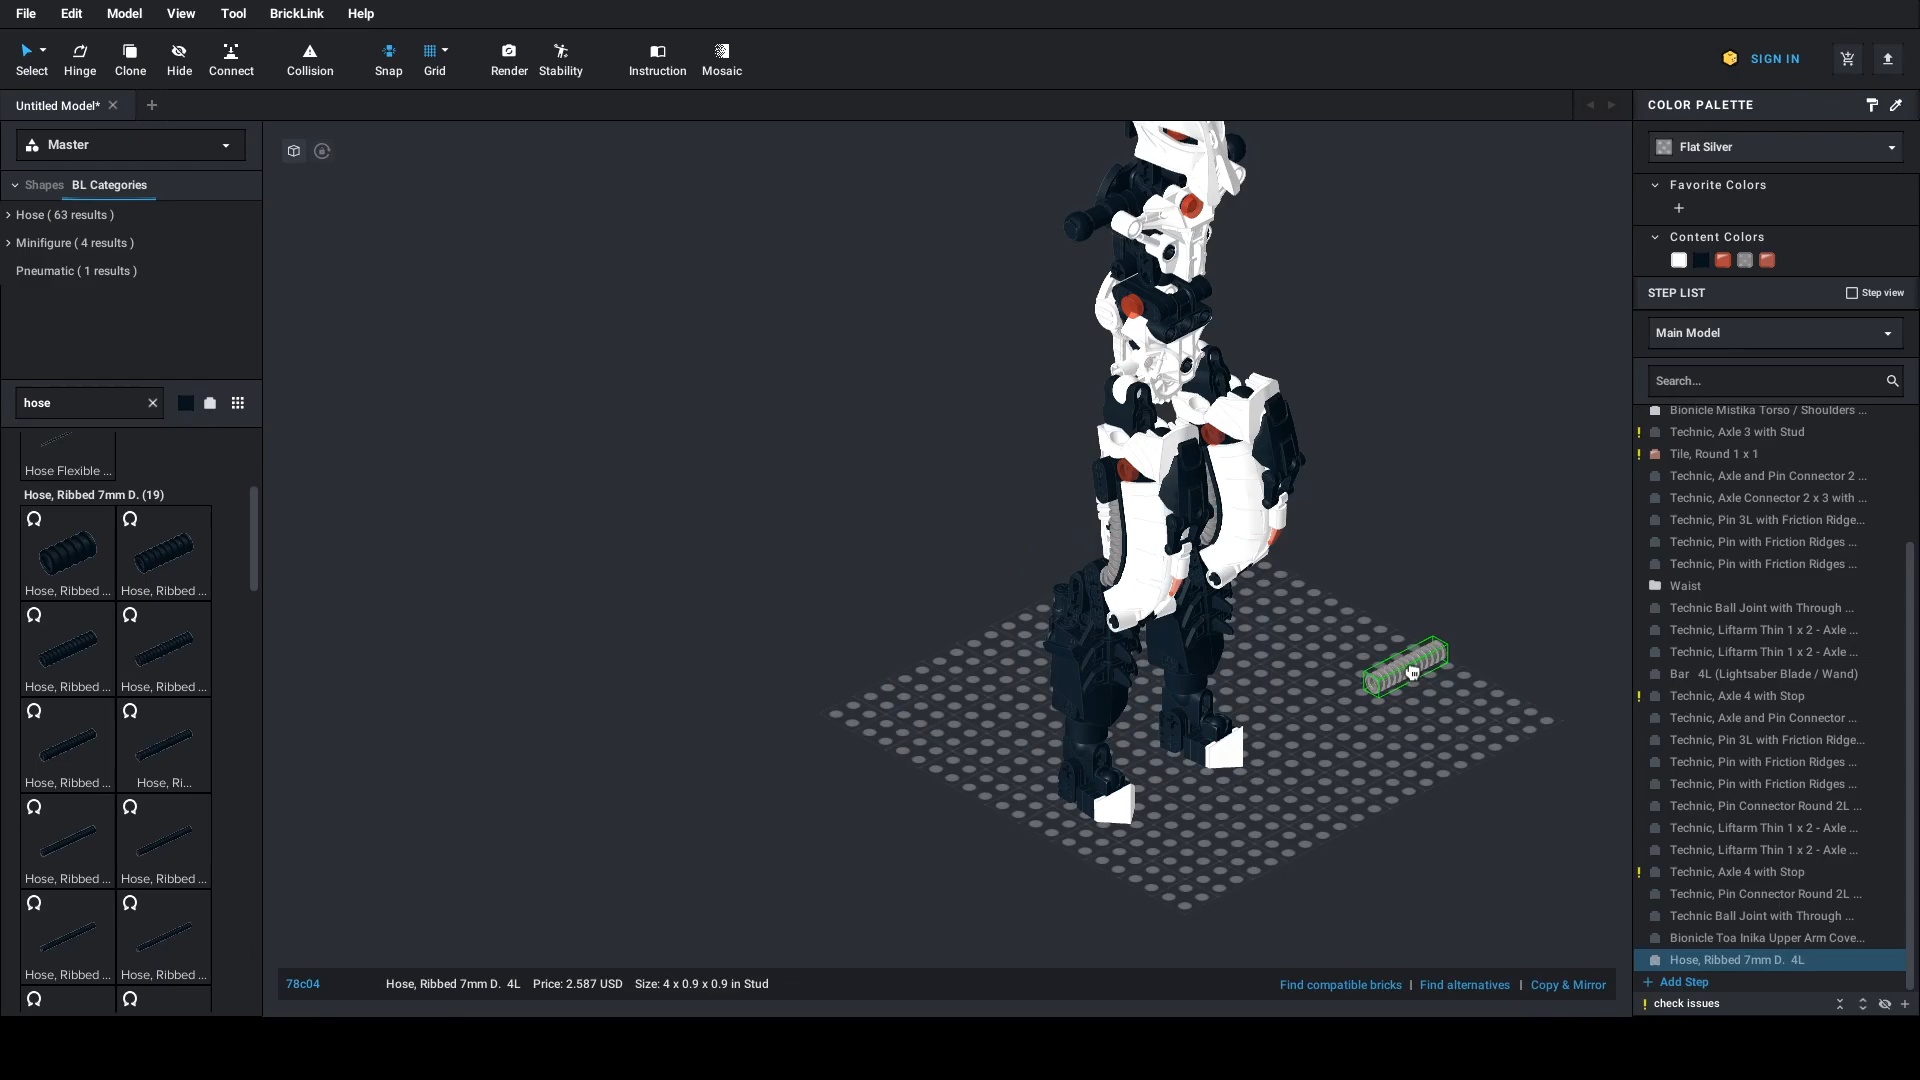 File Edit Model View Tool BrickLink Help
Select Hinge Clone Hide Connect Collision Snap Grid Render Stability Instruction Mosaic
SIGN IN
Untitled Model*
Master
Shapes BL Categories
Hose ( 63 results )
Minifigure ( 4 results )
Pneumatic ( 1 results )
hose
Hose Flexible ...
Hose, Ribbed 7mm D. (19)
Hose, Ribbed ... Hose, Ribbed ...
Hose, Ribbed ... Hose, Ribbed ...
Hose, Ribbed ... Hose, Ri...
Hose, Ribbed ... Hose, Ribbed ...
Hose, Ribbed ... Hose, Ribbed ...
78c04 Hose, Ribbed 7mm D. 4L Price: 2.587 USD Size: 4 x 0.9 x 0.9 in Stud
Find compatible bricks | Find alternatives | Copy & Mirror
COLOR PALETTE
Flat Silver
Favorite Colors
Content Colors
STEP LIST Step view
Main Model
Search...
Bionicle Mistika Torso / Shoulders ...
! Technic, Axle 3 with Stud
! Tile, Round 1 x 1
Technic, Axle and Pin Connector 2 ...
Technic, Axle Connector 2 x 3 with ...
Technic, Pin 3L with Friction Ridge...
Technic, Pin with Friction Ridges ...
Technic, Pin with Friction Ridges ...
Waist
Technic Ball Joint with Through ...
Technic, Liftarm Thin 1 x 2 - Axle ...
Technic, Liftarm Thin 1 x 2 - Axle ...
Bar 4L (Lightsaber Blade / Wand)
! Technic, Axle 4 with Stop
Technic, Axle and Pin Connector ...
Technic, Pin 3L with Friction Ridge...
Technic, Pin with Friction Ridges ...
Technic, Pin with Friction Ridges ...
Technic, Pin Connector Round 2L ...
Technic, Liftarm Thin 1 x 2 - Axle ...
Technic, Liftarm Thin 1 x 2 - Axle ...
! Technic, Axle 4 with Stop
Technic, Pin Connector Round 2L ...
Technic Ball Joint with Through ...
Bionicle Toa Inika Upper Arm Cove...
Hose, Ribbed 7mm D. 4L
+ Add Step
! check issues